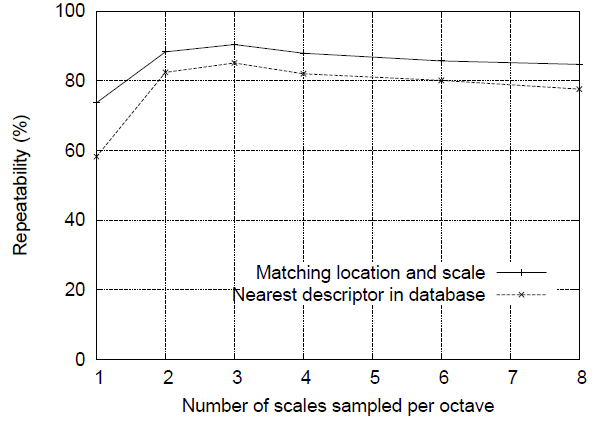 100
80
60
40
20
0
Repeatability (%)
Matching location and scale
Nearest descriptor in database
1 2 3 4 5 6 7 8
Number of scales sampled per octave